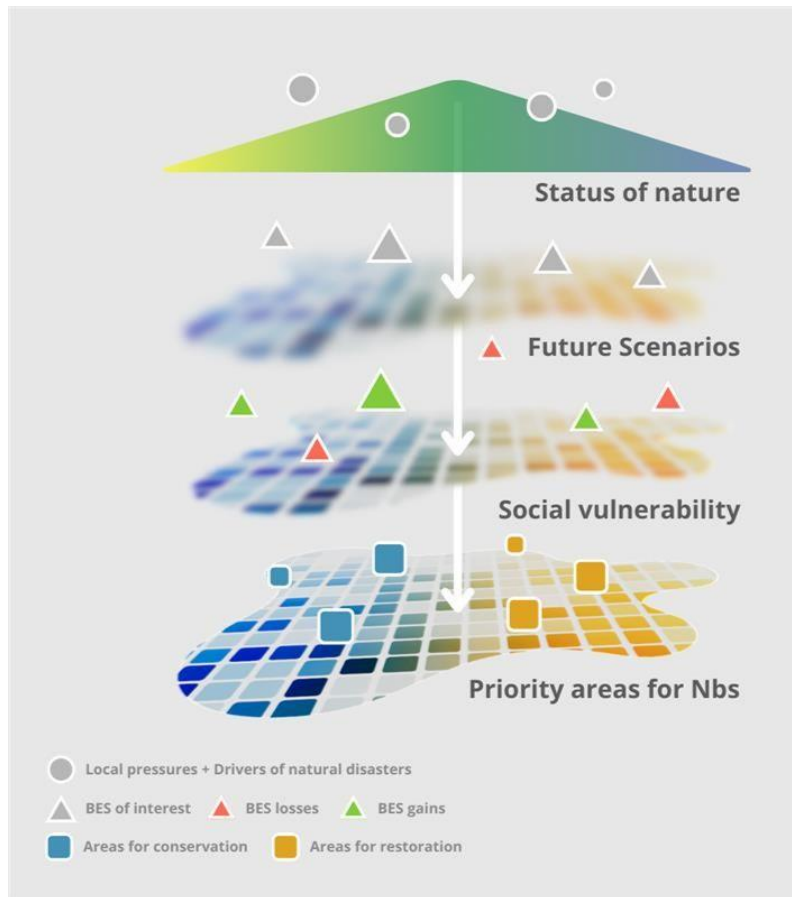 Status of nature
Future Scenarios
Social vulnerability
Priority areas for Nbs
Local pressures + Drivers of natural disasters
BES of interest BES losses BES gains
Areas for conservation Areas for restoration